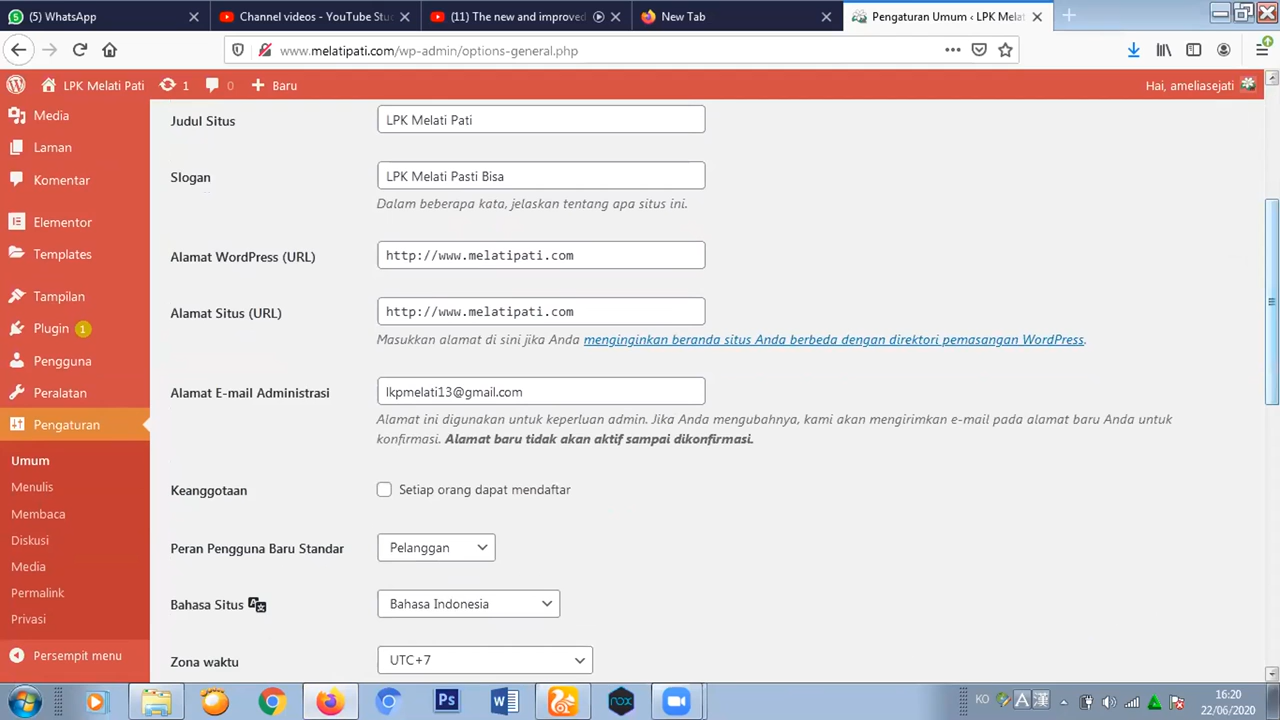 (5) WhatsApp
Channel videos - YouTube Stu
(11) The new and improved
New Tab
Pengaturan Umum ‹ LPK Melat
www.melatipati.com/wp-admin/options-general.php
LPK Melati Pati
1
0
Baru
Hai, ameliasejati
Media
Laman
Komentar
Elementor
Templates
Tampilan
Plugin 1
Pengguna
Peralatan
Pengaturan
Umum
Menulis
Membaca
Diskusi
Media
Permalink
Privasi
Persempit menu
Judul Situs
LPK Melati Pati
Slogan
LPK Melati Pasti Bisa
Dalam beberapa kata, jelaskan tentang apa situs ini.
Alamat WordPress (URL)
http://www.melatipati.com
Alamat Situs (URL)
http://www.melatipati.com
Masukkan alamat di sini jika Anda menginginkan beranda situs Anda berbeda dengan direktori pemasangan WordPress.
Alamat E-mail Administrasi
lkpmelati13@gmail.com
Alamat ini digunakan untuk keperluan admin. Jika Anda mengubahnya, kami akan mengirimkan e-mail pada alamat baru Anda untuk
konfirmasi. Alamat baru tidak akan aktif sampai dikonfirmasi.
Keanggotaan
Setiap orang dapat mendaftar
Peran Pengguna Baru Standar
Pelanggan
Bahasa Situs
Bahasa Indonesia
Zona waktu
UTC+7
Ps
W
nox
KO
A 漢
16:20
22/06/2020